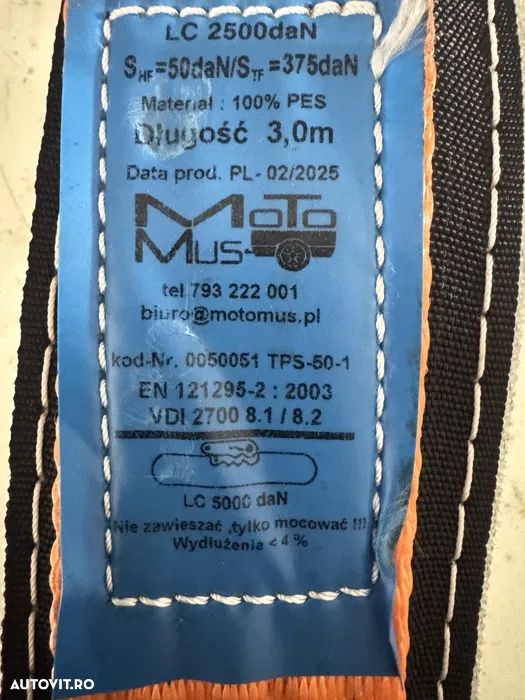 LC 2500daN
SHF=50daN/STF=375daN
Materiał : 100% PES
Długość 3,0m
Data prod. PL- 02/2025
MOTO
MUS-
tel.793 222 001
biuro@motomus.pl
kod-Nr. 0050051 TPS-50-1
EN 121295-2 : 2003
VDI 2700 8.1 / 8.2
LC 5000 daN
Nie zawieszać ,tylko mocować !!!
Wydłużenia < 4 %
AUTOVIT.RO